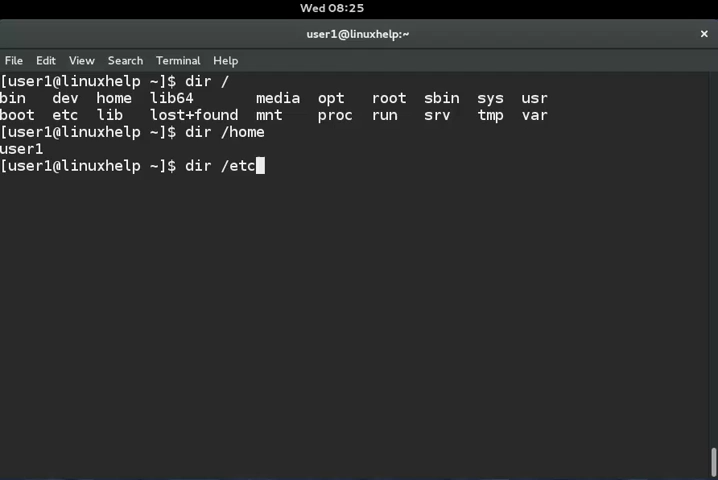 Wed 08:25
user1@linuxhelp:~ ×
File Edit View Search Terminal Help
[user1@linuxhelp ~]$ dir /
bin dev home lib64 media opt root sbin sys usr
boot etc lib lost+found mnt proc run srv tmp var
[user1@linuxhelp ~]$ dir /home
user1
[user1@linuxhelp ~]$ dir /etc